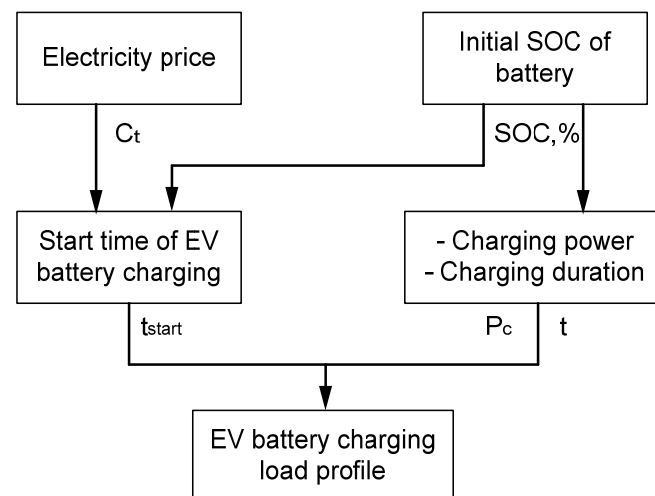 Electricity price
Initial SOC of
battery
Ct
SOC,%
Start time of EV
battery charging
- Charging power
- Charging duration
tstart
Pc
t
EV battery charging
load profile